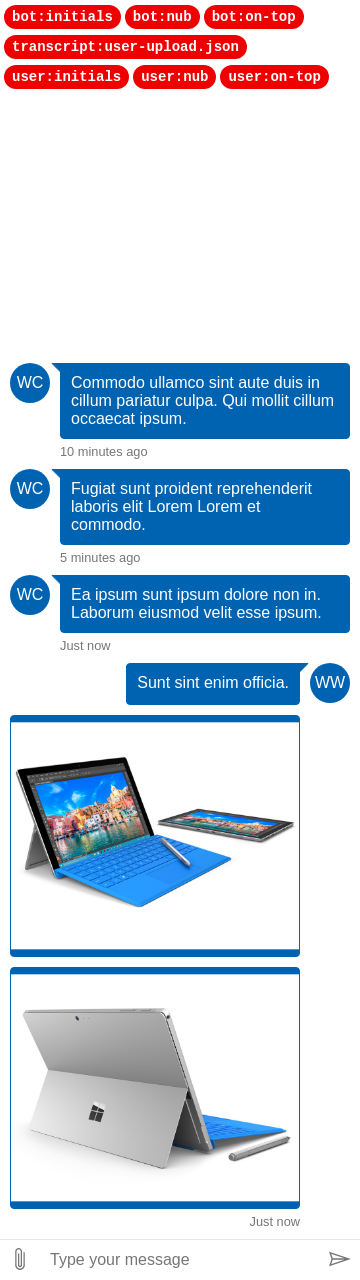 bot:initials bot:nub bot:on-top
transcript:user-upload.json
user:initials user:nub user:on-top
WC
Commodo ullamco sint aute duis in
cillum pariatur culpa. Qui mollit cillum
occaecat ipsum.
10 minutes ago
WC
Fugiat sunt proident reprehenderit
laboris elit Lorem Lorem et
commodo.
5 minutes ago
WC
Ea ipsum sunt ipsum dolore non in.
Laborum eiusmod velit esse ipsum.
Just now
Sunt sint enim officia.
WW
Just now
Type your message